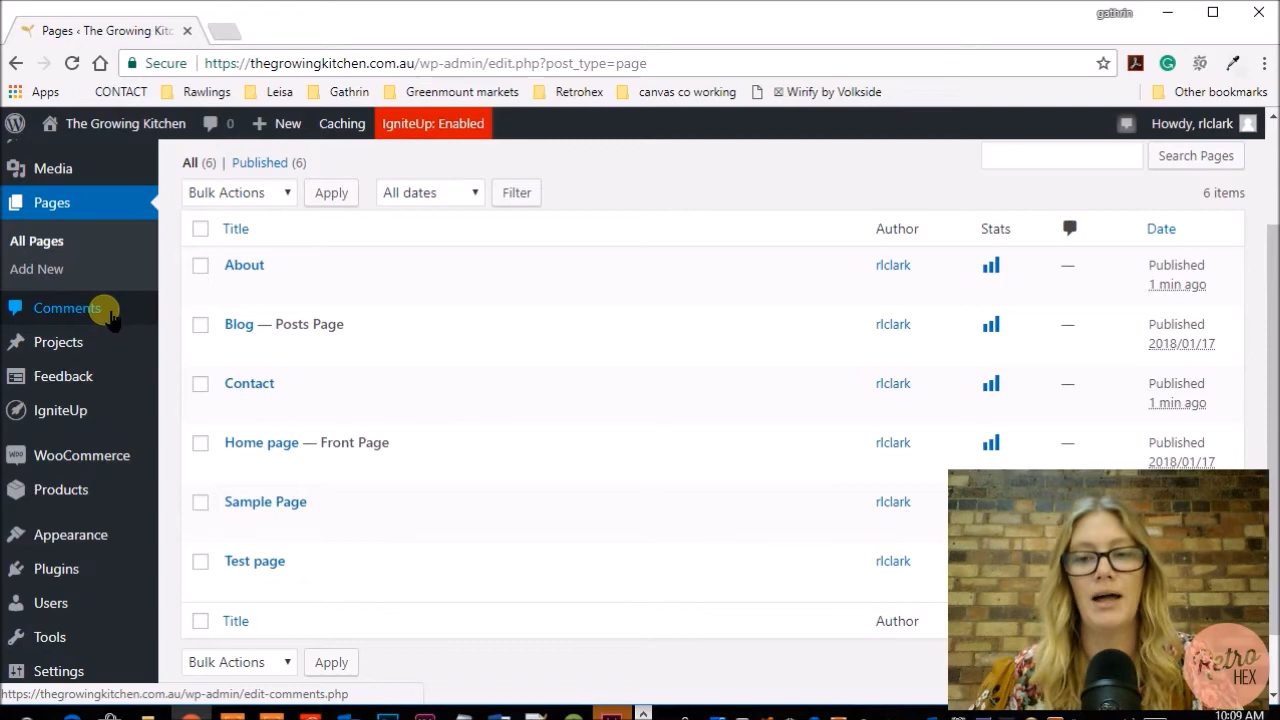 gathrin
Pages ‹ The Growing Kitc
Secure https://thegrowingkitchen.com.au/wp-admin/edit.php?post_type=page
Apps CONTACT Rawlings Leisa Gathrin Greenmount markets Retrohex canvas co working Wirify by Volkside Other bookmarks
The Growing Kitchen 0 New Caching IgniteUp: Enabled Howdy, rlclark
Media
Pages
All Pages
Add New
Comments
Projects
Feedback
IgniteUp
WooCommerce
Products
Appearance
Plugins
Users
Tools
Settings
All (6) | Published (6) Search Pages
Bulk Actions Apply All dates Filter 6 items
Title Author Stats Date
About rlclark — Published
1 min ago
Blog — Posts Page rlclark — Published
2018/01/17
Contact rlclark — Published
1 min ago
Home page — Front Page rlclark — Published
2018/01/17
Sample Page rlclark
Test page rlclark
Title Author
Bulk Actions Apply
Retro
HEX
https://thegrowingkitchen.com.au/wp-admin/edit-comments.php
10:09 AM